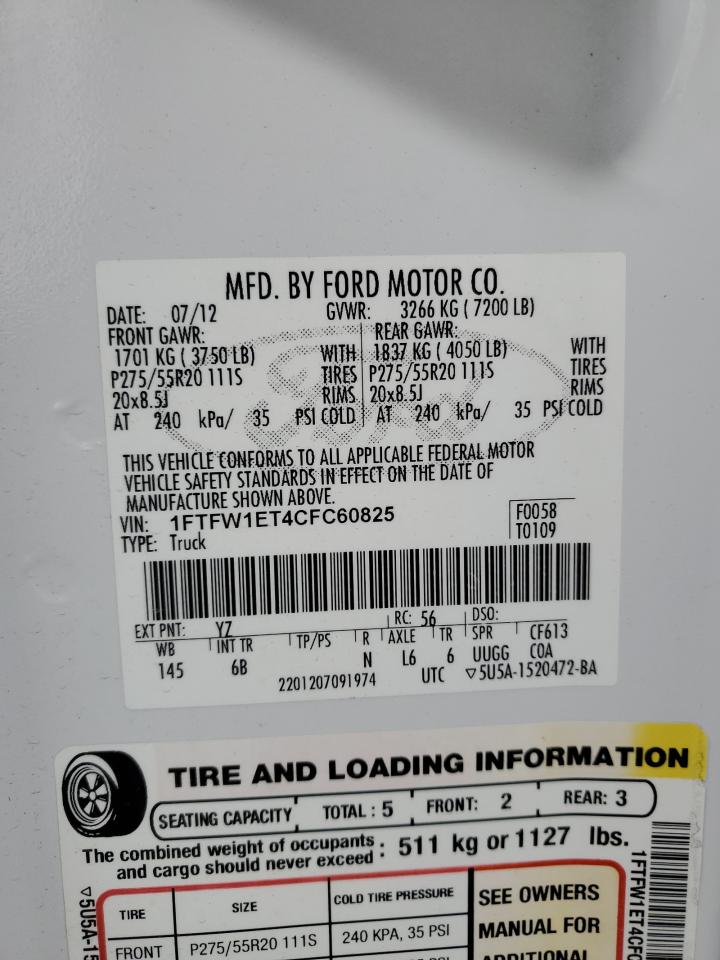 MFD. BY FORD MOTOR CO.
DATE: 07/12 GVWR: 3266 KG ( 7200 LB)
FRONT GAWR: REAR GAWR:
1701 KG ( 3750 LB) WITH 1837 KG ( 4050 LB) WITH
P275/55R20 111S TIRES P275/55R20 111S TIRES
20x8.5J RIMS 20x8.5J RIMS
AT 240 kPa/ 35 PSI COLD AT 240 kPa/ 35 PSI COLD
THIS VEHICLE CONFORMS TO ALL APPLICABLE FEDERAL MOTOR
VEHICLE SAFETY STANDARDS IN EFFECT ON THE DATE OF
MANUFACTURE SHOWN ABOVE.
VIN: 1FTFW1ET4CFC60825 F0058
TYPE: Truck T0109
EXT PNT: YZ RC: 56 DSO:
WB INT TR TP/PS R AXLE TR SPR CF613
145 6B N L6 6 UUGG COA
2201207091974 UTC ▽5U5A-1520472-BA
TIRE AND LOADING INFORMATION
SEATING CAPACITY TOTAL : 5 FRONT: 2 REAR: 3
The combined weight of occupants
and cargo should never exceed : 511 kg or 1127 lbs.
TIRE SIZE COLD TIRE PRESSURE SEE OWNERS
MANUAL FOR
FRONT P275/55R20 111S 240 KPA, 35 PSI
ADDITIONAL
▽5U5A-15
1FTFW1ET4CFC